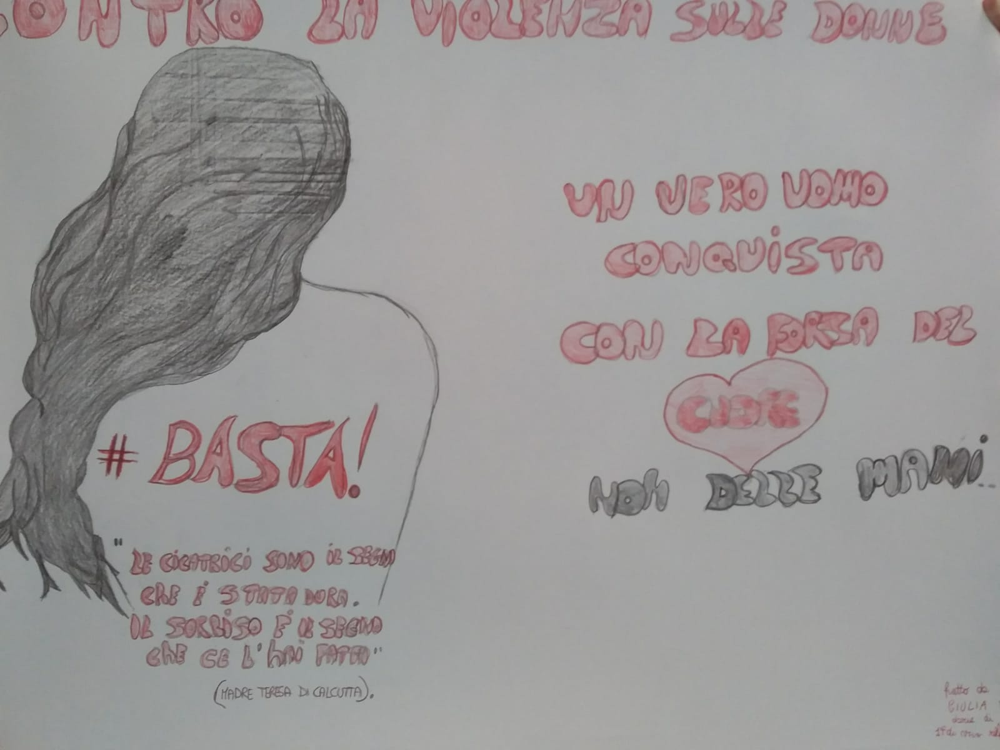 CONTRO LA VIOLENZA SULLE DONNE
UN VERO UOMO
CONQUISTA
CON LA FORZA DEL
CUORE
NON DELLE MANI...
# BASTA!
"LE CICATRICI SONO IL SEGNO
CHE È STATA DURA.
IL SORRISO È IL SEGNO
CHE CE L'hAI FATTA"
(MADRE TERESA DI CALCUTTA).
fatto da
GIULIA
di